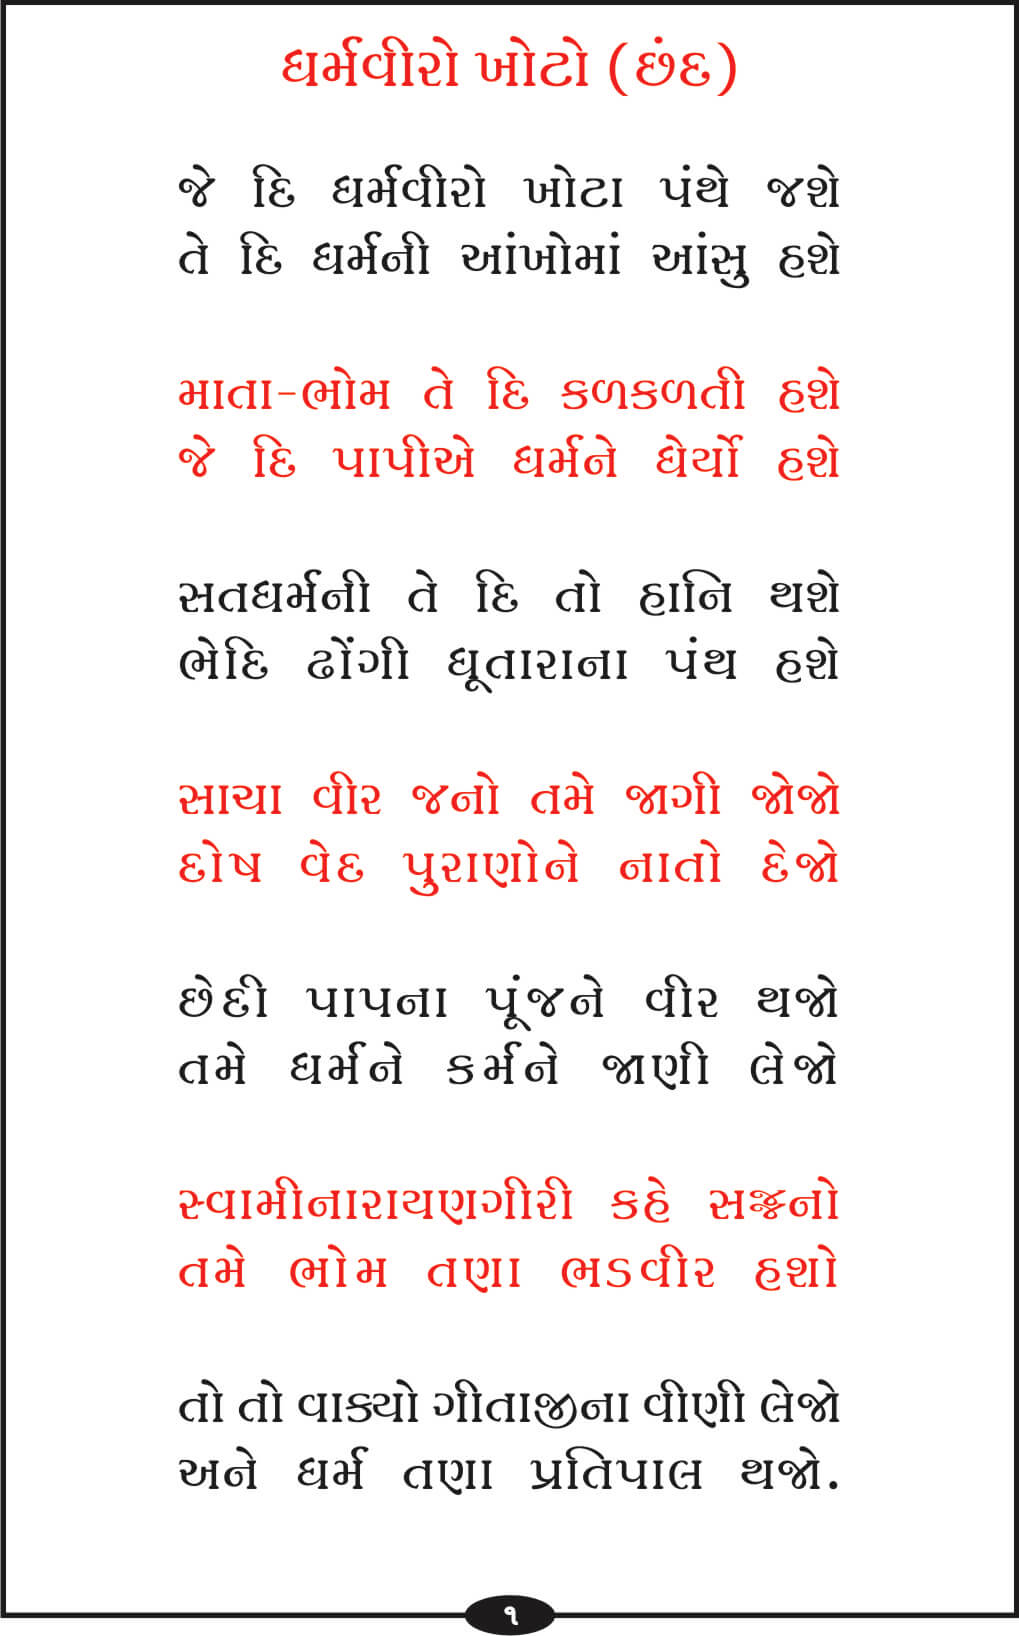 ધર્મવીરો ખોટો (છંદ)
જે દિ ધર્મવીરો ખોટા પંથે જશે
તે દિ ધર્મની આંખોમાં આંસુ હશે
માતા-ભોમ તે દિ કળકળતી હશે
જે દિ પાપીએ ધર્મને ઘેર્યો હશે
સતધર્મની તે દિ તો હાનિ થશે
ભેદિ ઢોંગી ધૂતારાના પંથ હશે
સાચા વીર જનો તમે જાગી જોજો
દોષ વેદ પુરાણોને નાતો દેજો
છેદી પાપના પૂંજને વીર થજો
તમે ધર્મને કર્મને જાણી લેજો
સ્વામીનારાયણગીરી કહે સજ્જનો
તમે ભોમ તણા ભડવીર હશો
તો તો વાક્યો ગીતાજીના વીણી લેજો
અને ધર્મ તણા પ્રતિપાલ થજો.
૧